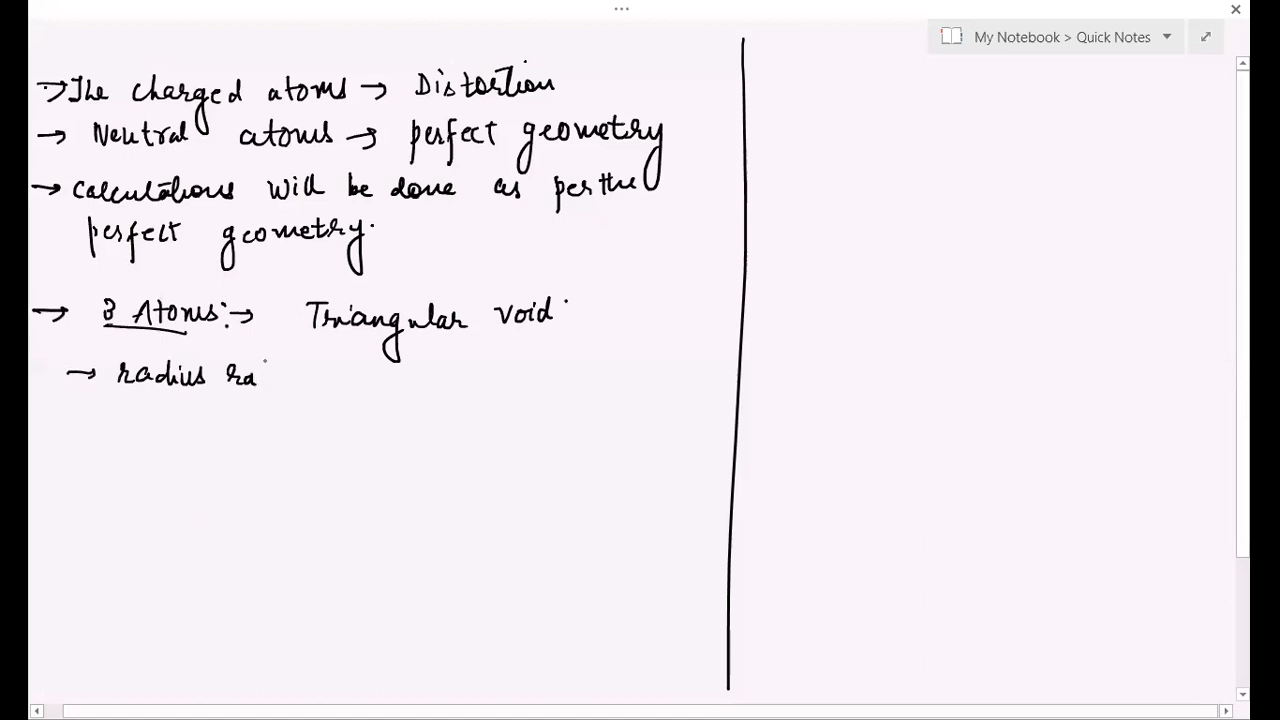 My Notebook > Quick Notes
→ The charged atoms → Distortion
→ Neutral atoms → perfect geometry
→ Calculations will be done as per the
perfect geometry.
→ 3 Atoms:→ Triangular void
→ radius ra